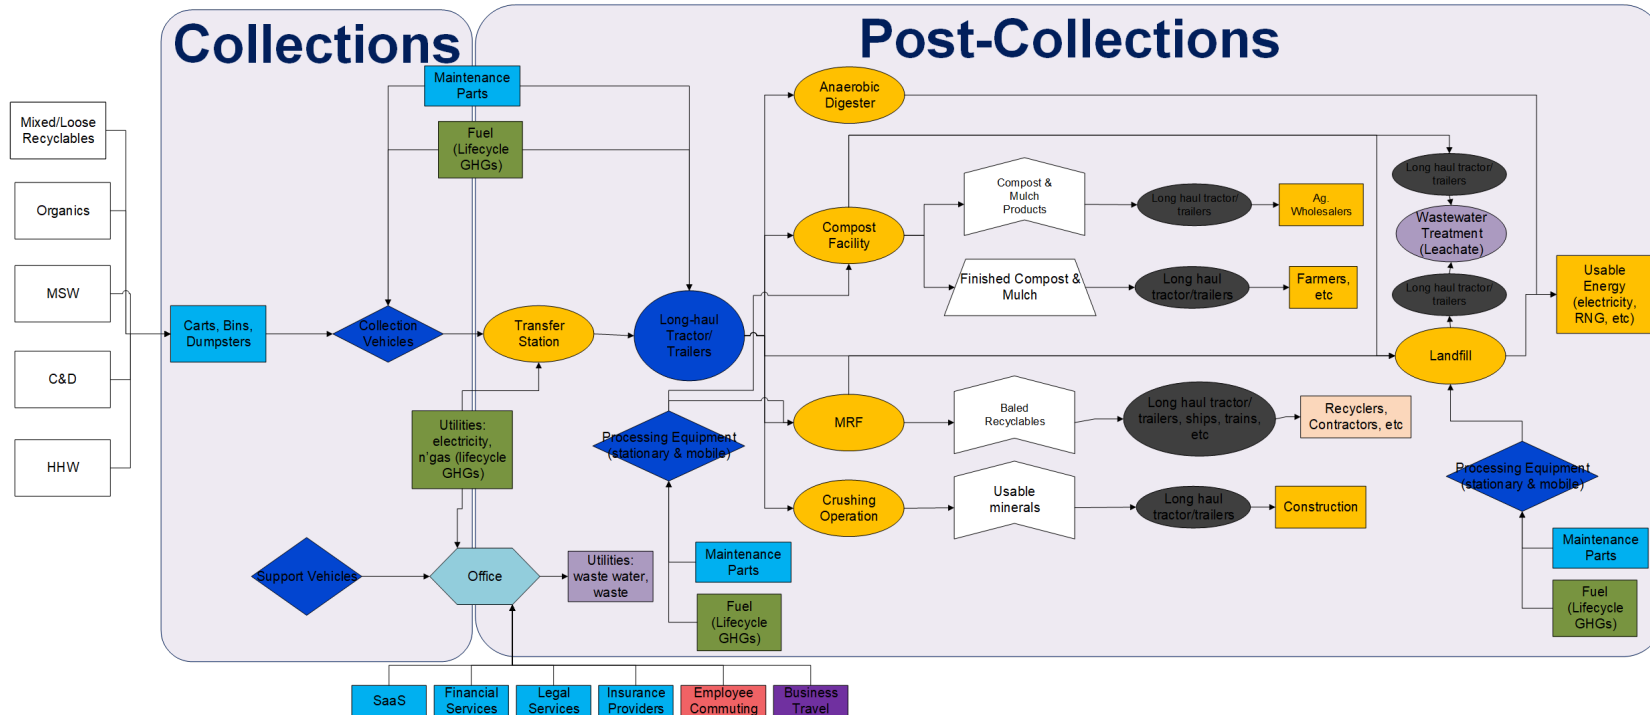 Collections
Post-Collections
Maintenance
Parts
Fuel
(Lifecycle
GHGs)
Mixed/Loose
Recyclables
Organics
MSW
C&D
HHW
Carts, Bins,
Dumpsters
Collection
Vehicles
Transfer
Station
Long-haul
Tractor/
Trailers
Utilities:
electricity,
n'gas (lifecycle
GHGs)
Support Vehicles
Office
Utilities:
waste water,
waste
Processing Equipment
(stationary & mobile)
Maintenance
Parts
Fuel
(Lifecycle
GHGs)
Anaerobic
Digester
Compost
Facility
MRF
Crushing
Operation
Compost &
Mulch
Products
Long haul tractor/
trailers
Ag.
Wholesalers
Finished Compost &
Mulch
Long haul
tractor/trailers
Farmers,
etc
Baled
Recyclables
Long haul tractor/
trailers, ships, trains,
etc
Recyclers,
Contractors, etc
Usable
minerals
Long haul
tractor/trailers
Construction
Long haul tractor/
trailers
Wastewater
Treatment
(Leachate)
Long haul tractor/
trailers
Landfill
Usable
Energy
(electricity,
RNG, etc)
Processing Equipment
(stationary & mobile)
Maintenance
Parts
Fuel
(Lifecycle
GHGs)
SaaS
Financial
Services
Legal
Services
Insurance
Providers
Employee
Commuting
Business
Travel